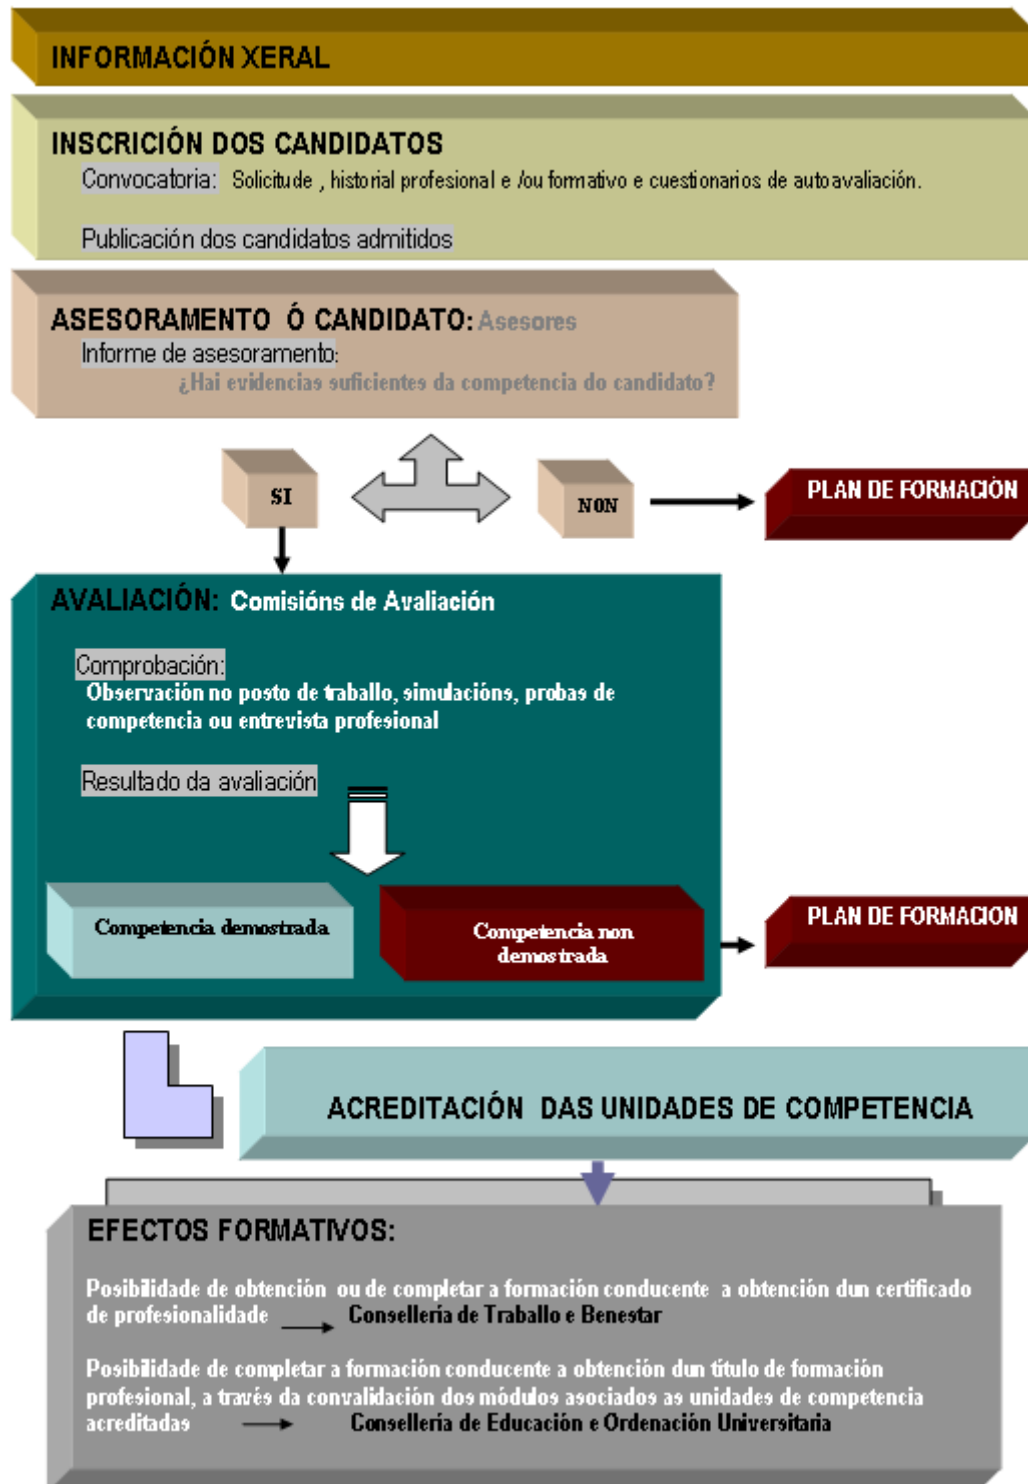 INFORMACIÓN XERAL
INSCRICIÓN DOS CANDIDATOS
Convocatoria: Solicitude , historial profesional e /ou formativo e cuestionarios de autoavaliación.
Publicación dos candidatos admitidos
ASESORAMENTO Ó CANDIDATO: Asesores
Informe de asesoramento:
¿Hai evidencias suficientes da competencia do candidato?
SI
NON
PLAN DE FORMACIÓN
AVALIACIÓN: Comisións de Avaliación
Comprobación:
Observación no posto de traballo, simulacións, probas de
competencia ou entrevista profesional
Resultado da avaliación
Competencia demostrada
Competencia non
demostrada
PLAN DE FORMACION
ACREDITACIÓN DAS UNIDADES DE COMPETENCIA
EFECTOS FORMATIVOS:
Posibilidade de obtención ou de completar a formación conducente a obtención dun certificado
de profesionalidade Consellería de Traballo e Benestar
Posibilidade de completar a formación conducente a obtención dun título de formación
profesional, a través da convalidación dos módulos asociados as unidades de competencia
acreditadas Consellería de Educación e Ordenación Universitaria